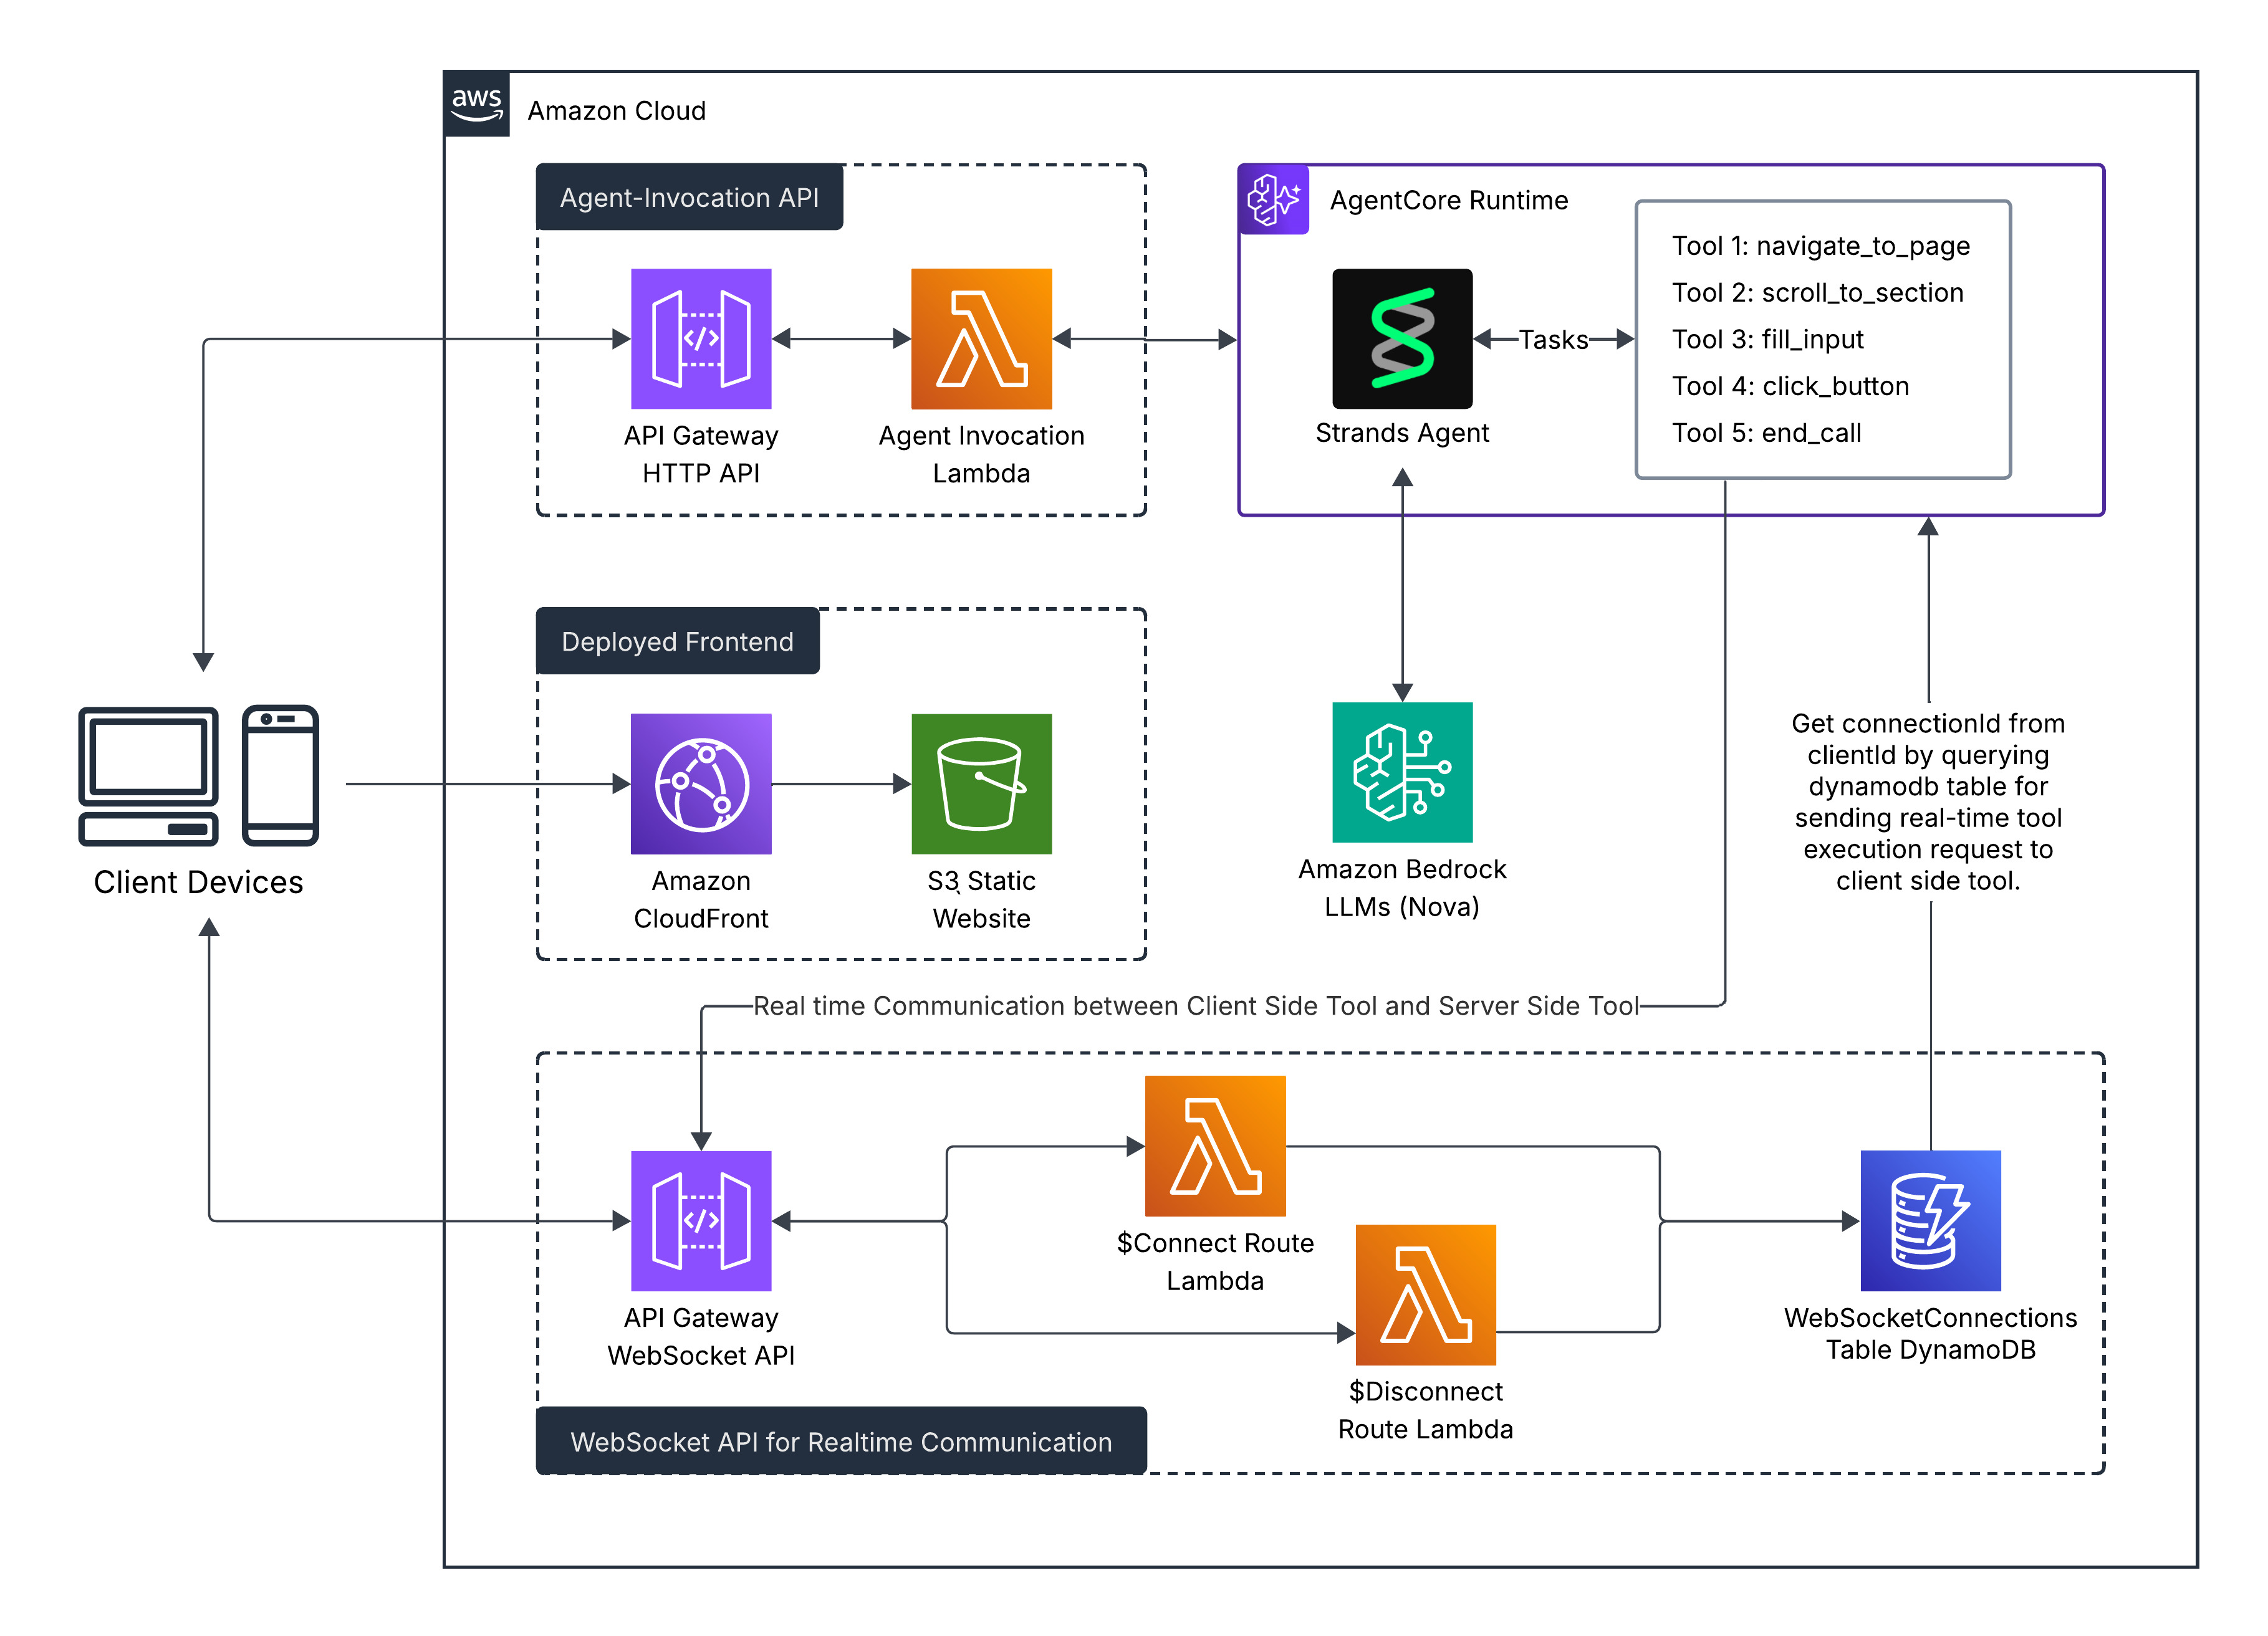 aws
Amazon Cloud
Agent-Invocation API
API Gateway
HTTP API
Agent Invocation
Lambda
AgentCore Runtime
Strands Agent
Tasks
Tool 1: navigate_to_page
Tool 2: scroll_to_section
Tool 3: fill_input
Tool 4: click_button
Tool 5: end_call
Deployed Frontend
Amazon
CloudFront
S3 Static
Website
Client Devices
Amazon Bedrock
LLMs (Nova)
Get connectionId from
clientId by querying
dynamodb table for
sending real-time tool
execution request to
client side tool.
Real time Communication between Client Side Tool and Server Side Tool
API Gateway
WebSocket API
$Connect Route
Lambda
$Disconnect
Route Lambda
WebSocketConnections
Table DynamoDB
WebSocket API for Realtime Communication